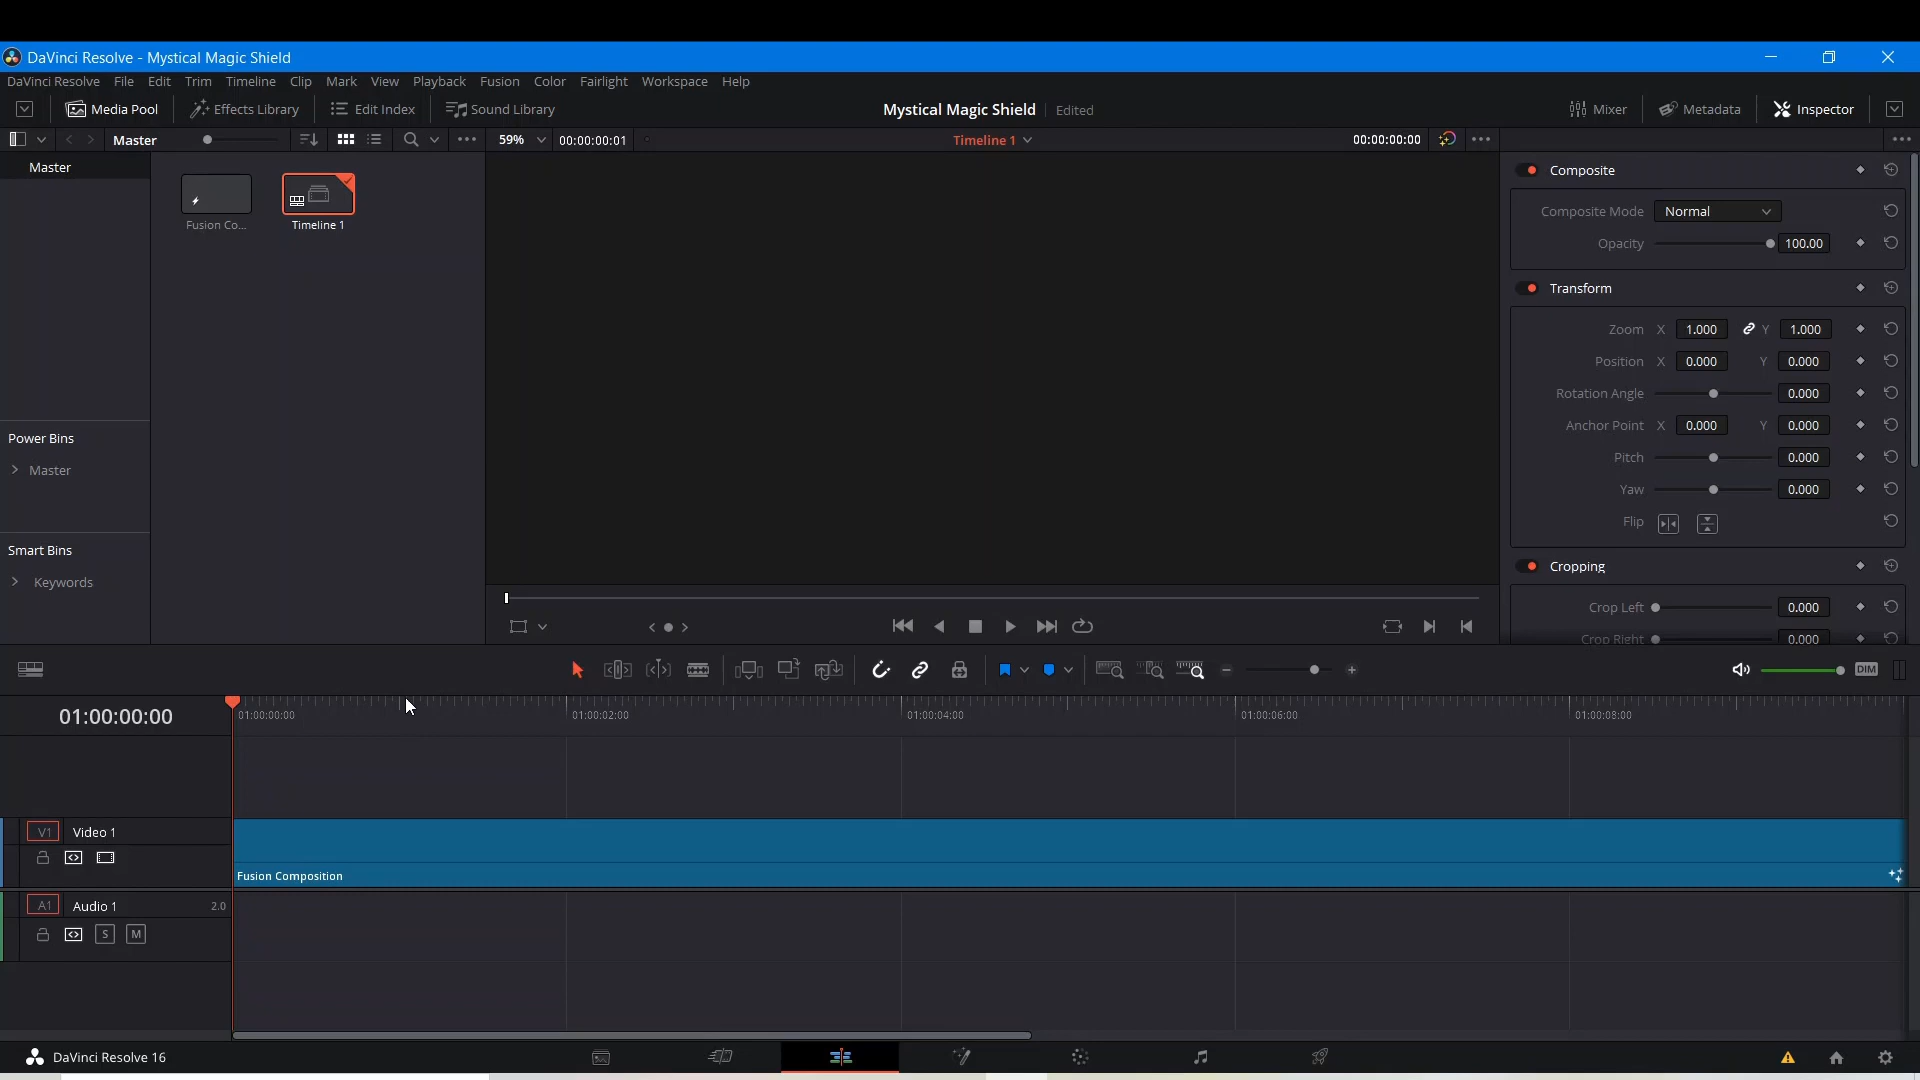 DaVinci Resolve - Mystical Magic Shield
DaVinci Resolve File Edit Trim Timeline Clip Mark View Playback Fusion Color Fairlight Workspace Help
Media Pool Effects Library Edit Index Sound Library Mystical Magic Shield Edited Mixer Metadata Inspector
Master 59% 00:00:00:01 Timeline 1 00:00:00:00
Master
Fusion Co... Timeline 1
Power Bins
Master
Smart Bins
Keywords
Composite
Composite Mode Normal
Opacity 100.00
Transform
Zoom X 1.000 Y 1.000
Position X 0.000 Y 0.000
Rotation Angle 0.000
Anchor Point X 0.000 Y 0.000
Pitch 0.000
Yaw 0.000
Flip
Cropping
Crop Left 0.000
Crop Right 0.000
DIM
01:00:00:00 01:00:00:00 01:00:02:00 01:00:04:00 01:00:06:00 01:00:08:00
V1 Video 1
Fusion Composition
A1 Audio 1 2.0
S M
DaVinci Resolve 16